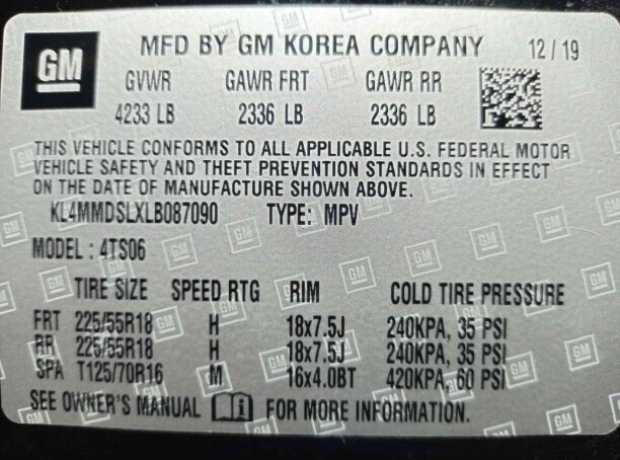 GM MFD BY GM KOREA COMPANY 12 / 19
GVWR GAWR FRT GAWR RR
4233 LB 2336 LB 2336 LB
THIS VEHICLE CONFORMS TO ALL APPLICABLE U.S. FEDERAL MOTOR
VEHICLE SAFETY AND THEFT PREVENTION STANDARDS IN EFFECT
ON THE DATE OF MANUFACTURE SHOWN ABOVE.
KL4MMDSLXLB087090 TYPE: MPV
MODEL : 4TS06
TIRE SIZE SPEED RTG RIM COLD TIRE PRESSURE
FRT 225/55R18 H 18x7.5J 240KPA, 35 PSI
RR 225/55R18 H 18x7.5J 240KPA, 35 PSI
SPA T125/70R16 M 16x4.0BT 420KPA, 60 PSI
SEE OWNER'S MANUAL FOR MORE INFORMATION.